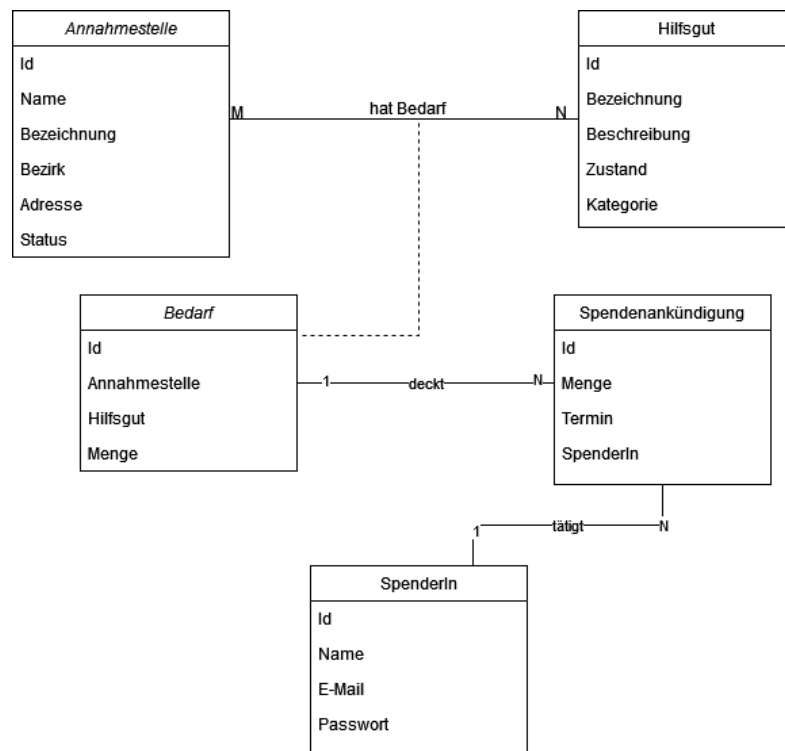 Annahmestelle
Id
Name
Bezeichnung
Bezirk
Adresse
Status
M
hat Bedarf
N
Hilfsgut
Id
Bezeichnung
Beschreibung
Zustand
Kategorie
Bedarf
Id
Annahmestelle
Hilfsgut
Menge
1
deckt
N
Spendenankündigung
Id
Menge
Termin
SpenderIn
1
tätigt
N
SpenderIn
Id
Name
E-Mail
Passwort